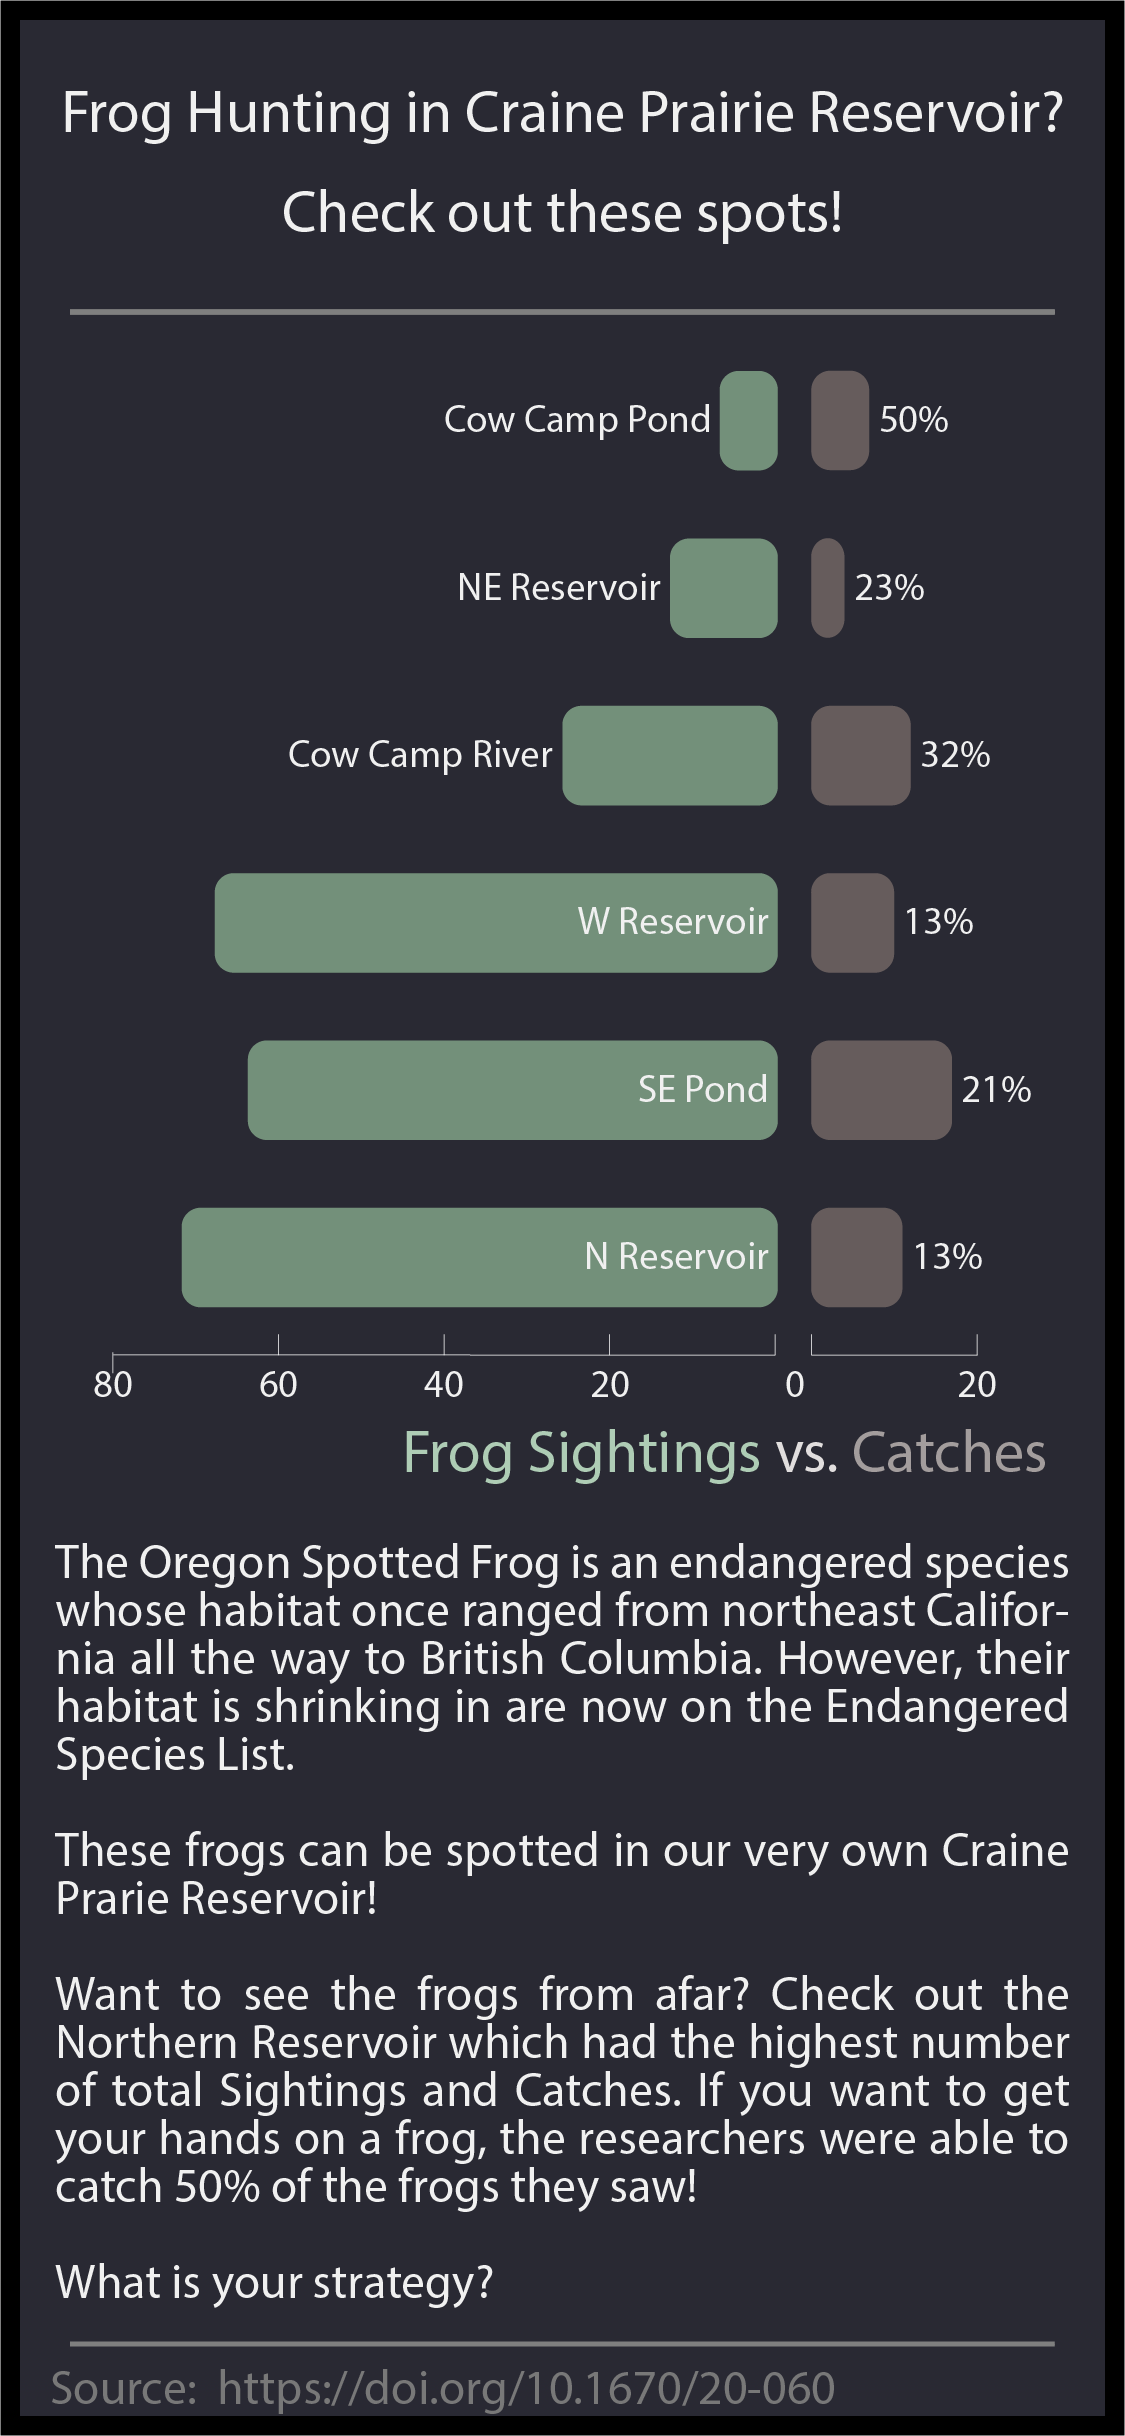 Frog Hunting in Craine Prairie Reservoir?
Check out these spots!
Cow Camp Pond 50%
NE Reservoir 23%
Cow Camp River 32%
W Reservoir 13%
SE Pond 21%
N Reservoir 13%
80 60 40 20 0 20
Frog Sightings vs. Catches
The Oregon Spotted Frog is an endangered species
whose habitat once ranged from northeast Califor-
nia all the way to British Columbia. However, their
habitat is shrinking in are now on the Endangered
Species List.
These frogs can be spotted in our very own Craine
Prarie Reservoir!
Want to see the frogs from afar? Check out the
Northern Reservoir which had the highest number
of total Sightings and Catches. If you want to get
your hands on a frog, the researchers were able to
catch 50% of the frogs they saw!
What is your strategy?
Source: https://doi.org/10.1670/20-060